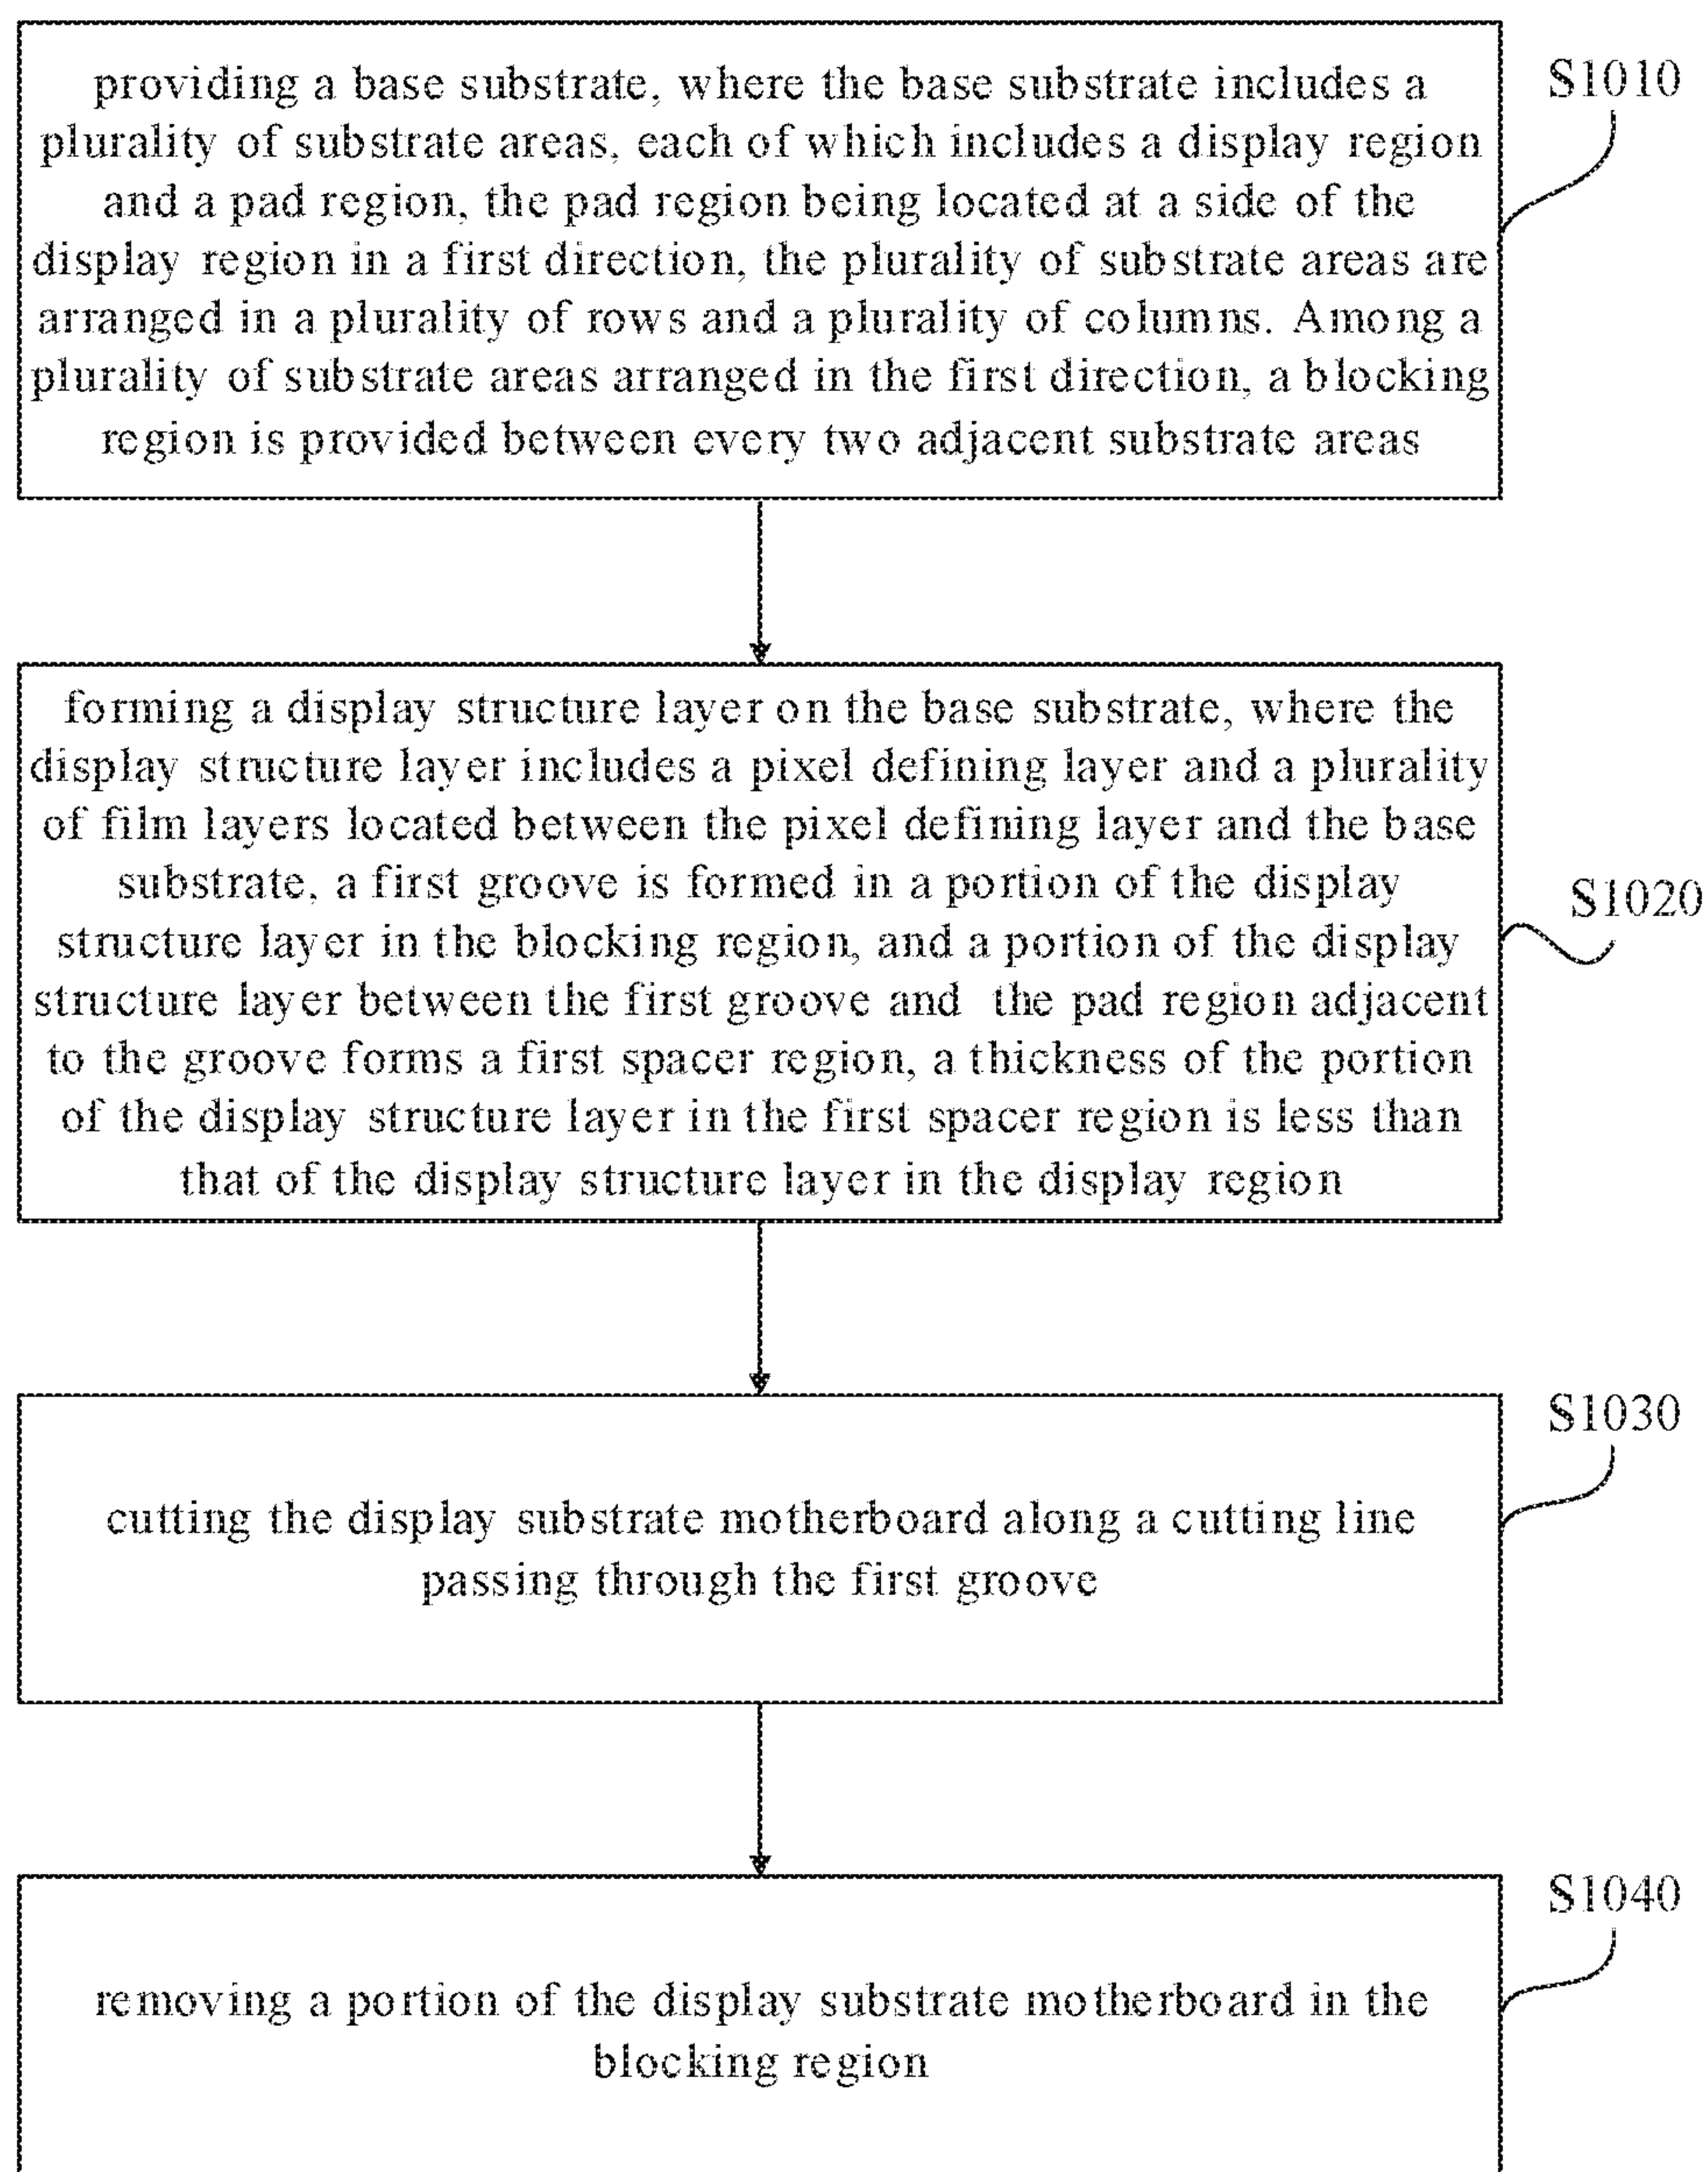 providing a base substrate, where the base substrate includes a
plurality of substrate areas, each of which includes a display region
and a pad region, the pad region being located at a side of the
display region in a first direction, the plurality of substrate areas are
arranged in a plurality of rows and a plurality of columns. Among a
plurality of substrate areas arranged in the first direction, a blocking
region is provided between every two adjacent substrate areas
S1010
forming a display structure layer on the base substrate, where the
display structure layer includes a pixel defining layer and a plurality
of film layers located between the pixel defining layer and the base
substrate, a first groove is formed in a portion of the display
structure layer in the blocking region, and a portion of the display
structure layer between the first groove and the pad region adjacent
to the groove forms a first spacer region, a thickness of the portion
of the display structure layer in the first spacer region is less than
that of the display structure layer in the display region
S1020
cutting the display substrate motherboard along a cutting line
passing through the first groove
S1030
removing a portion of the display substrate motherboard in the
blocking region
S1040